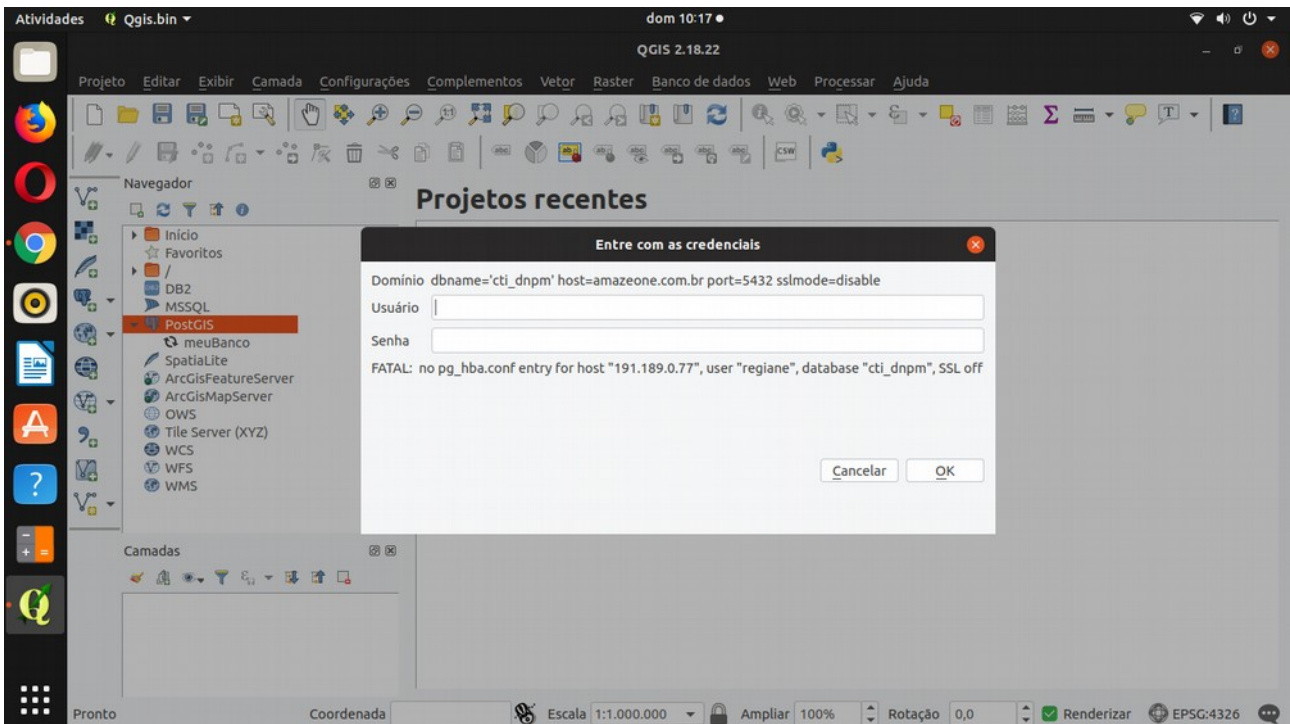 Atividades Qgis.bin dom 10:17
QGIS 2.18.22
Projeto Editar Exibir Camada Configurações Complementos Vetor Raster Banco de dados Web Processar Ajuda
Navegador
Projetos recentes
Início
Favoritos
/
DB2
MSSQL
PostGIS
meuBanco
SpatiaLite
ArcGisFeatureServer
ArcGisMapServer
OWS
Tile Server (XYZ)
WCS
WFS
WMS
Entre com as credenciais
Domínio dbname='cti_dnpm' host=amazeone.com.br port=5432 sslmode=disable
Usuário
Senha
FATAL: no pg_hba.conf entry for host "191.189.0.77", user "regiane", database "cti_dnpm", SSL off
Cancelar OK
Camadas
Pronto Coordenada Escala 1:1.000.000 Ampliar 100% Rotação 0,0 Renderizar EPSG:4326